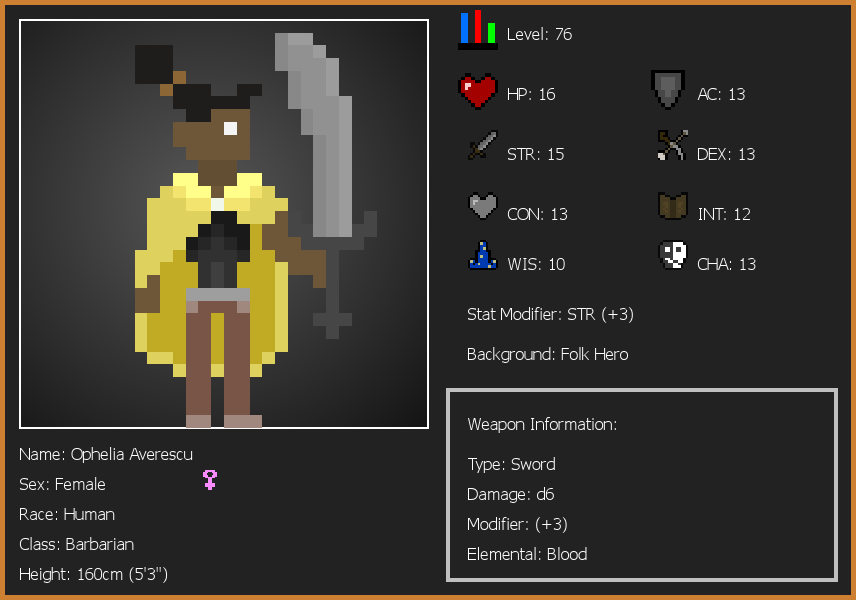 Level: 76
HP: 16
AC: 13
STR: 15
DEX: 13
CON: 13
INT: 12
WIS: 10
CHA: 13
Stat Modifier: STR (+3)
Background: Folk Hero
Weapon Information:
Type: Sword
Damage: d6
Modifier: (+3)
Elemental: Blood
Name: Ophelia Averescu
Sex: Female
Race: Human
Class: Barbarian
Height: 160cm (5'3")